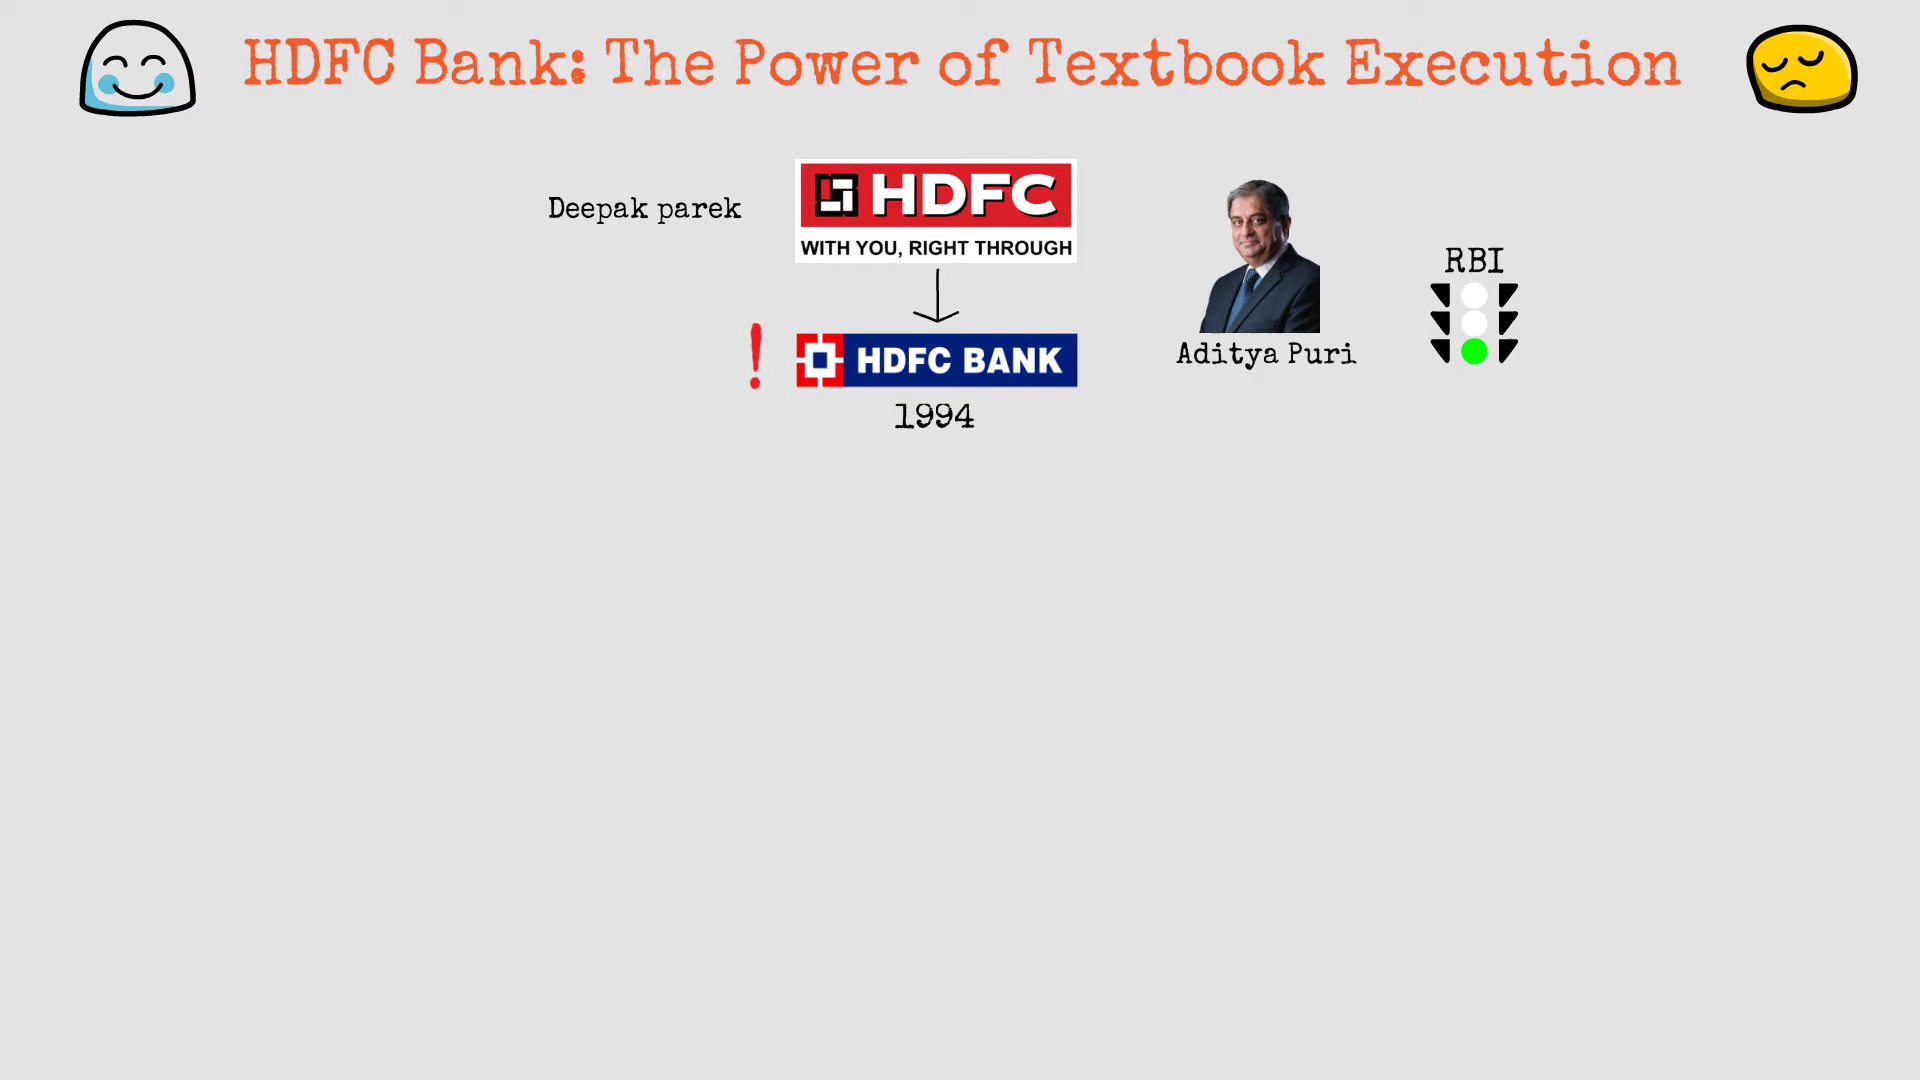 HDFC Bank: The Power of Textbook Execution
Deepak parek
HDFC
WITH YOU, RIGHT THROUGH
RBI
HDFC BANK
Aditya Puri
1994